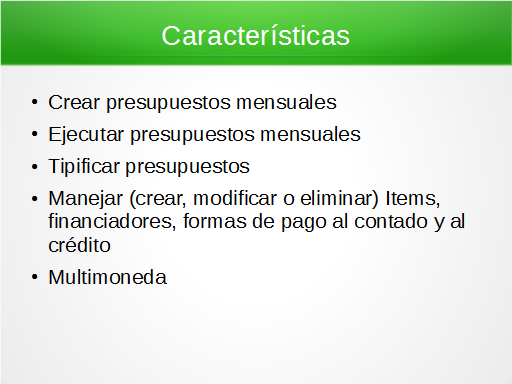 Características
• Crear presupuestos mensuales
• Ejecutar presupuestos mensuales
• Tipificar presupuestos
• Manejar (crear, modificar o eliminar) Items,
financiadores, formas de pago al contado y al
crédito
• Multimoneda